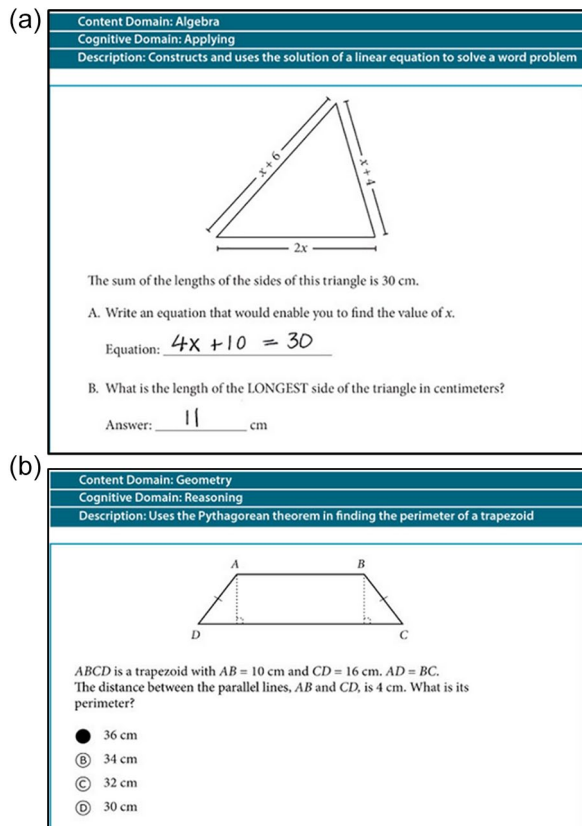 (a)
Content Domain: Algebra
Cognitive Domain: Applying
Description: Constructs and uses the solution of a linear equation to solve a word problem
x + 6
x + 4
2x
The sum of the lengths of the sides of this triangle is 30 cm.
A. Write an equation that would enable you to find the value of x.
Equation: 4x + 10 = 30
B. What is the length of the LONGEST side of the triangle in centimeters?
Answer: 11 cm
(b)
Content Domain: Geometry
Cognitive Domain: Reasoning
Description: Uses the Pythagorean theorem in finding the perimeter of a trapezoid
A B
D C
ABCD is a trapezoid with AB = 10 cm and CD = 16 cm. AD = BC.
The distance between the parallel lines, AB and CD, is 4 cm. What is its
perimeter?
36 cm
B 34 cm
C 32 cm
D 30 cm